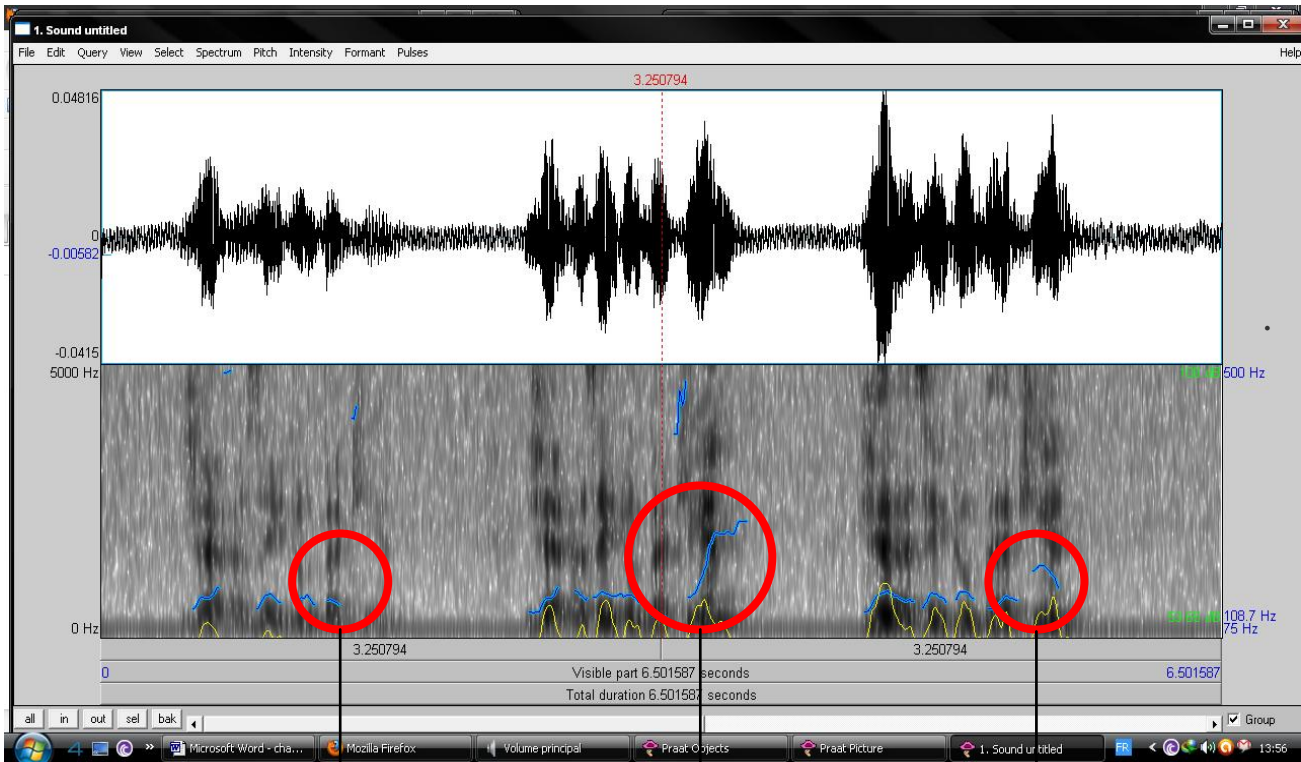 1. Sound untitled
File Edit Query View Select Spectrum Pitch Intensity Formant Pulses Help
3.250794
0.04816
0
-0.00582
-0.0415
5000 Hz
500 Hz
0 Hz
108.7 Hz
75 Hz
3.250794 3.250794
0 Visible part 6.501587 seconds 6.501587
Total duration 6.501587 seconds
all in out sel bak Group
Microsoft Word - cha... Mozilla Firefox Volume principal Praat Objects Praat Picture 1. Sound untitled FR 13:56